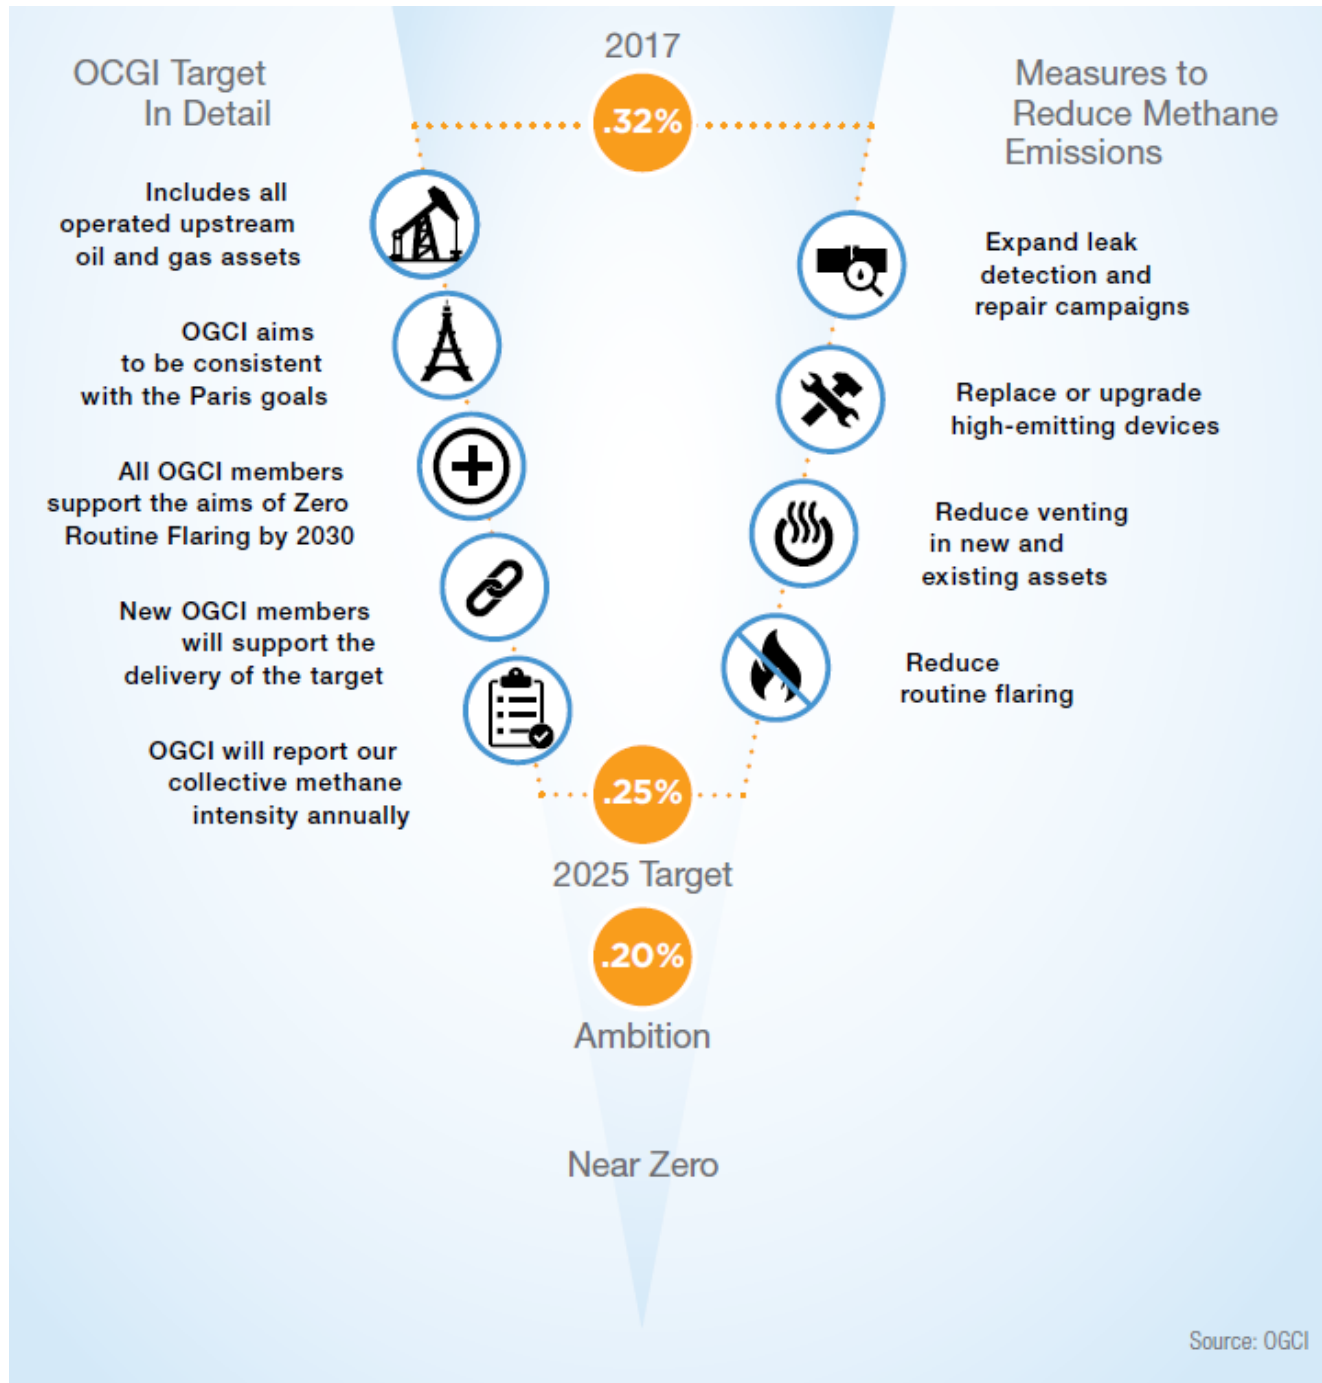 OCGI Target
In Detail
Includes all
operated upstream
oil and gas assets
OGCI aims
to be consistent
with the Paris goals
All OGCI members
support the aims of Zero
Routine Flaring by 2030
New OGCI members
will support the
delivery of the target
OGCI will report our
collective methane
intensity annually
2017
.32%
.25%
2025 Target
.20%
Ambition
Near Zero
Measures to
Reduce Methane
Emissions
Expand leak
detection and
repair campaigns
Replace or upgrade
high-emitting devices
Reduce venting
in new and
existing assets
Reduce
routine flaring
Source: OGCI